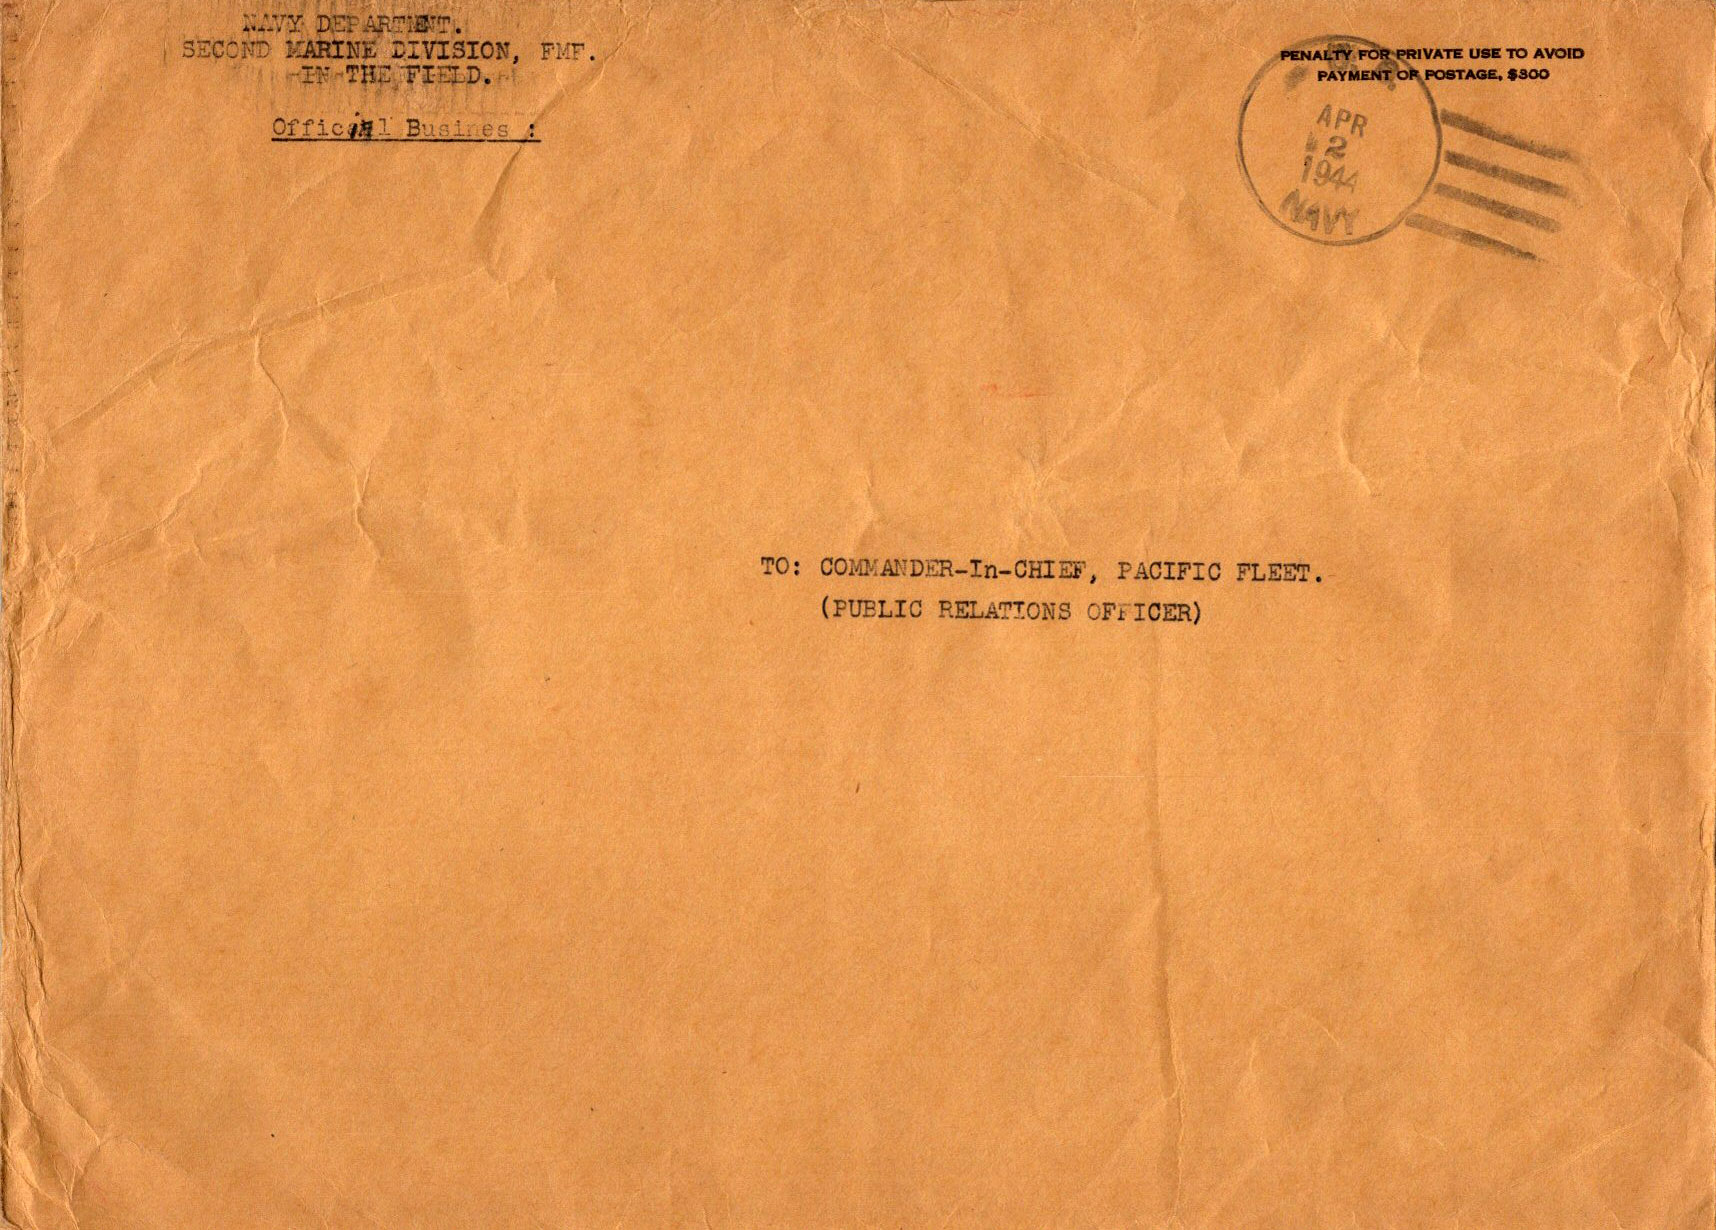 NAVY DEPARTMENT.
SECOND MARINE DIVISION, FMF.
IN THE FIELD.
Official Busines :
PENALTY FOR PRIVATE USE TO AVOID
PAYMENT OF POSTAGE, $300
APR
2
1944
NAVY
TO: COMMANDER-In-CHIEF, PACIFIC FLEET.
(PUBLIC RELATIONS OFFICER)